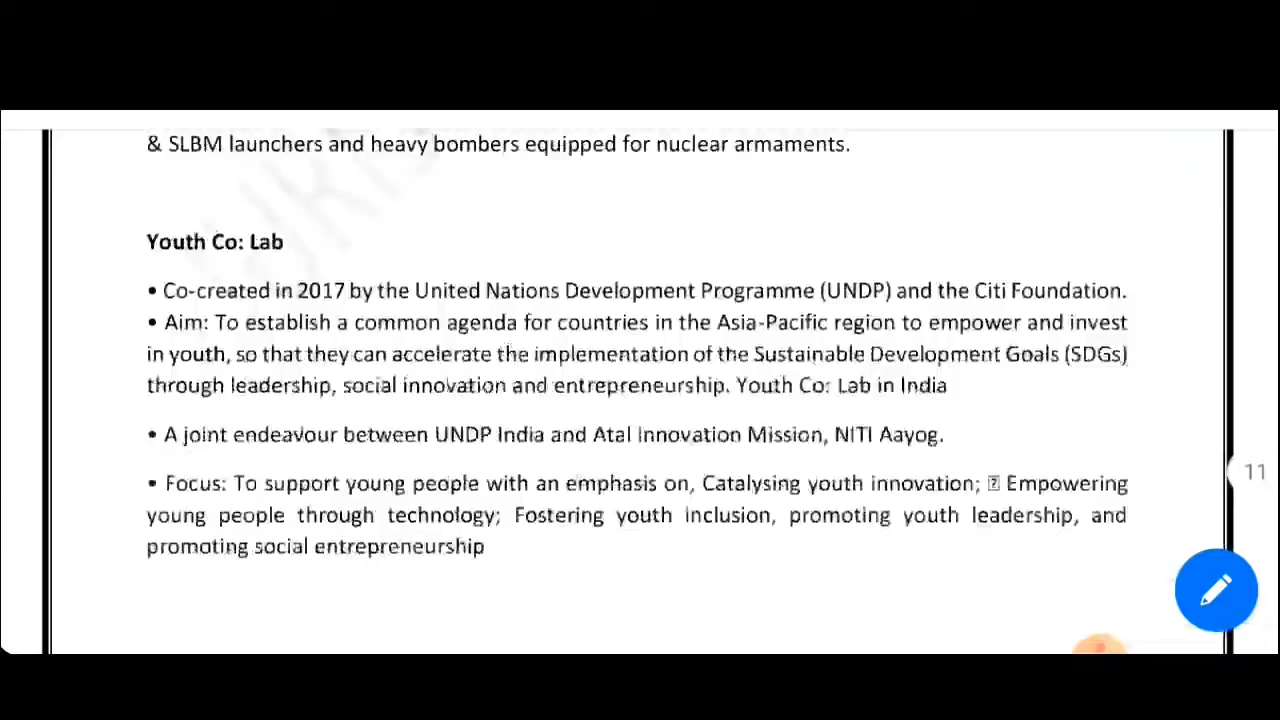 & SLBM launchers and heavy bombers equipped for nuclear armaments.
Youth Co: Lab
• Co-created in 2017 by the United Nations Development Programme (UNDP) and the Citi Foundation.
• Aim: To establish a common agenda for countries in the Asia-Pacific region to empower and invest
in youth, so that they can accelerate the implementation of the Sustainable Development Goals (SDGs)
through leadership, social innovation and entrepreneurship. Youth Co: Lab in India
• A joint endeavour between UNDP India and Atal Innovation Mission, NITI Aayog.
• Focus: To support young people with an emphasis on, Catalysing youth innovation; 🯄 Empowering
young people through technology; Fostering youth inclusion, promoting youth leadership, and
promoting social entrepreneurship
11